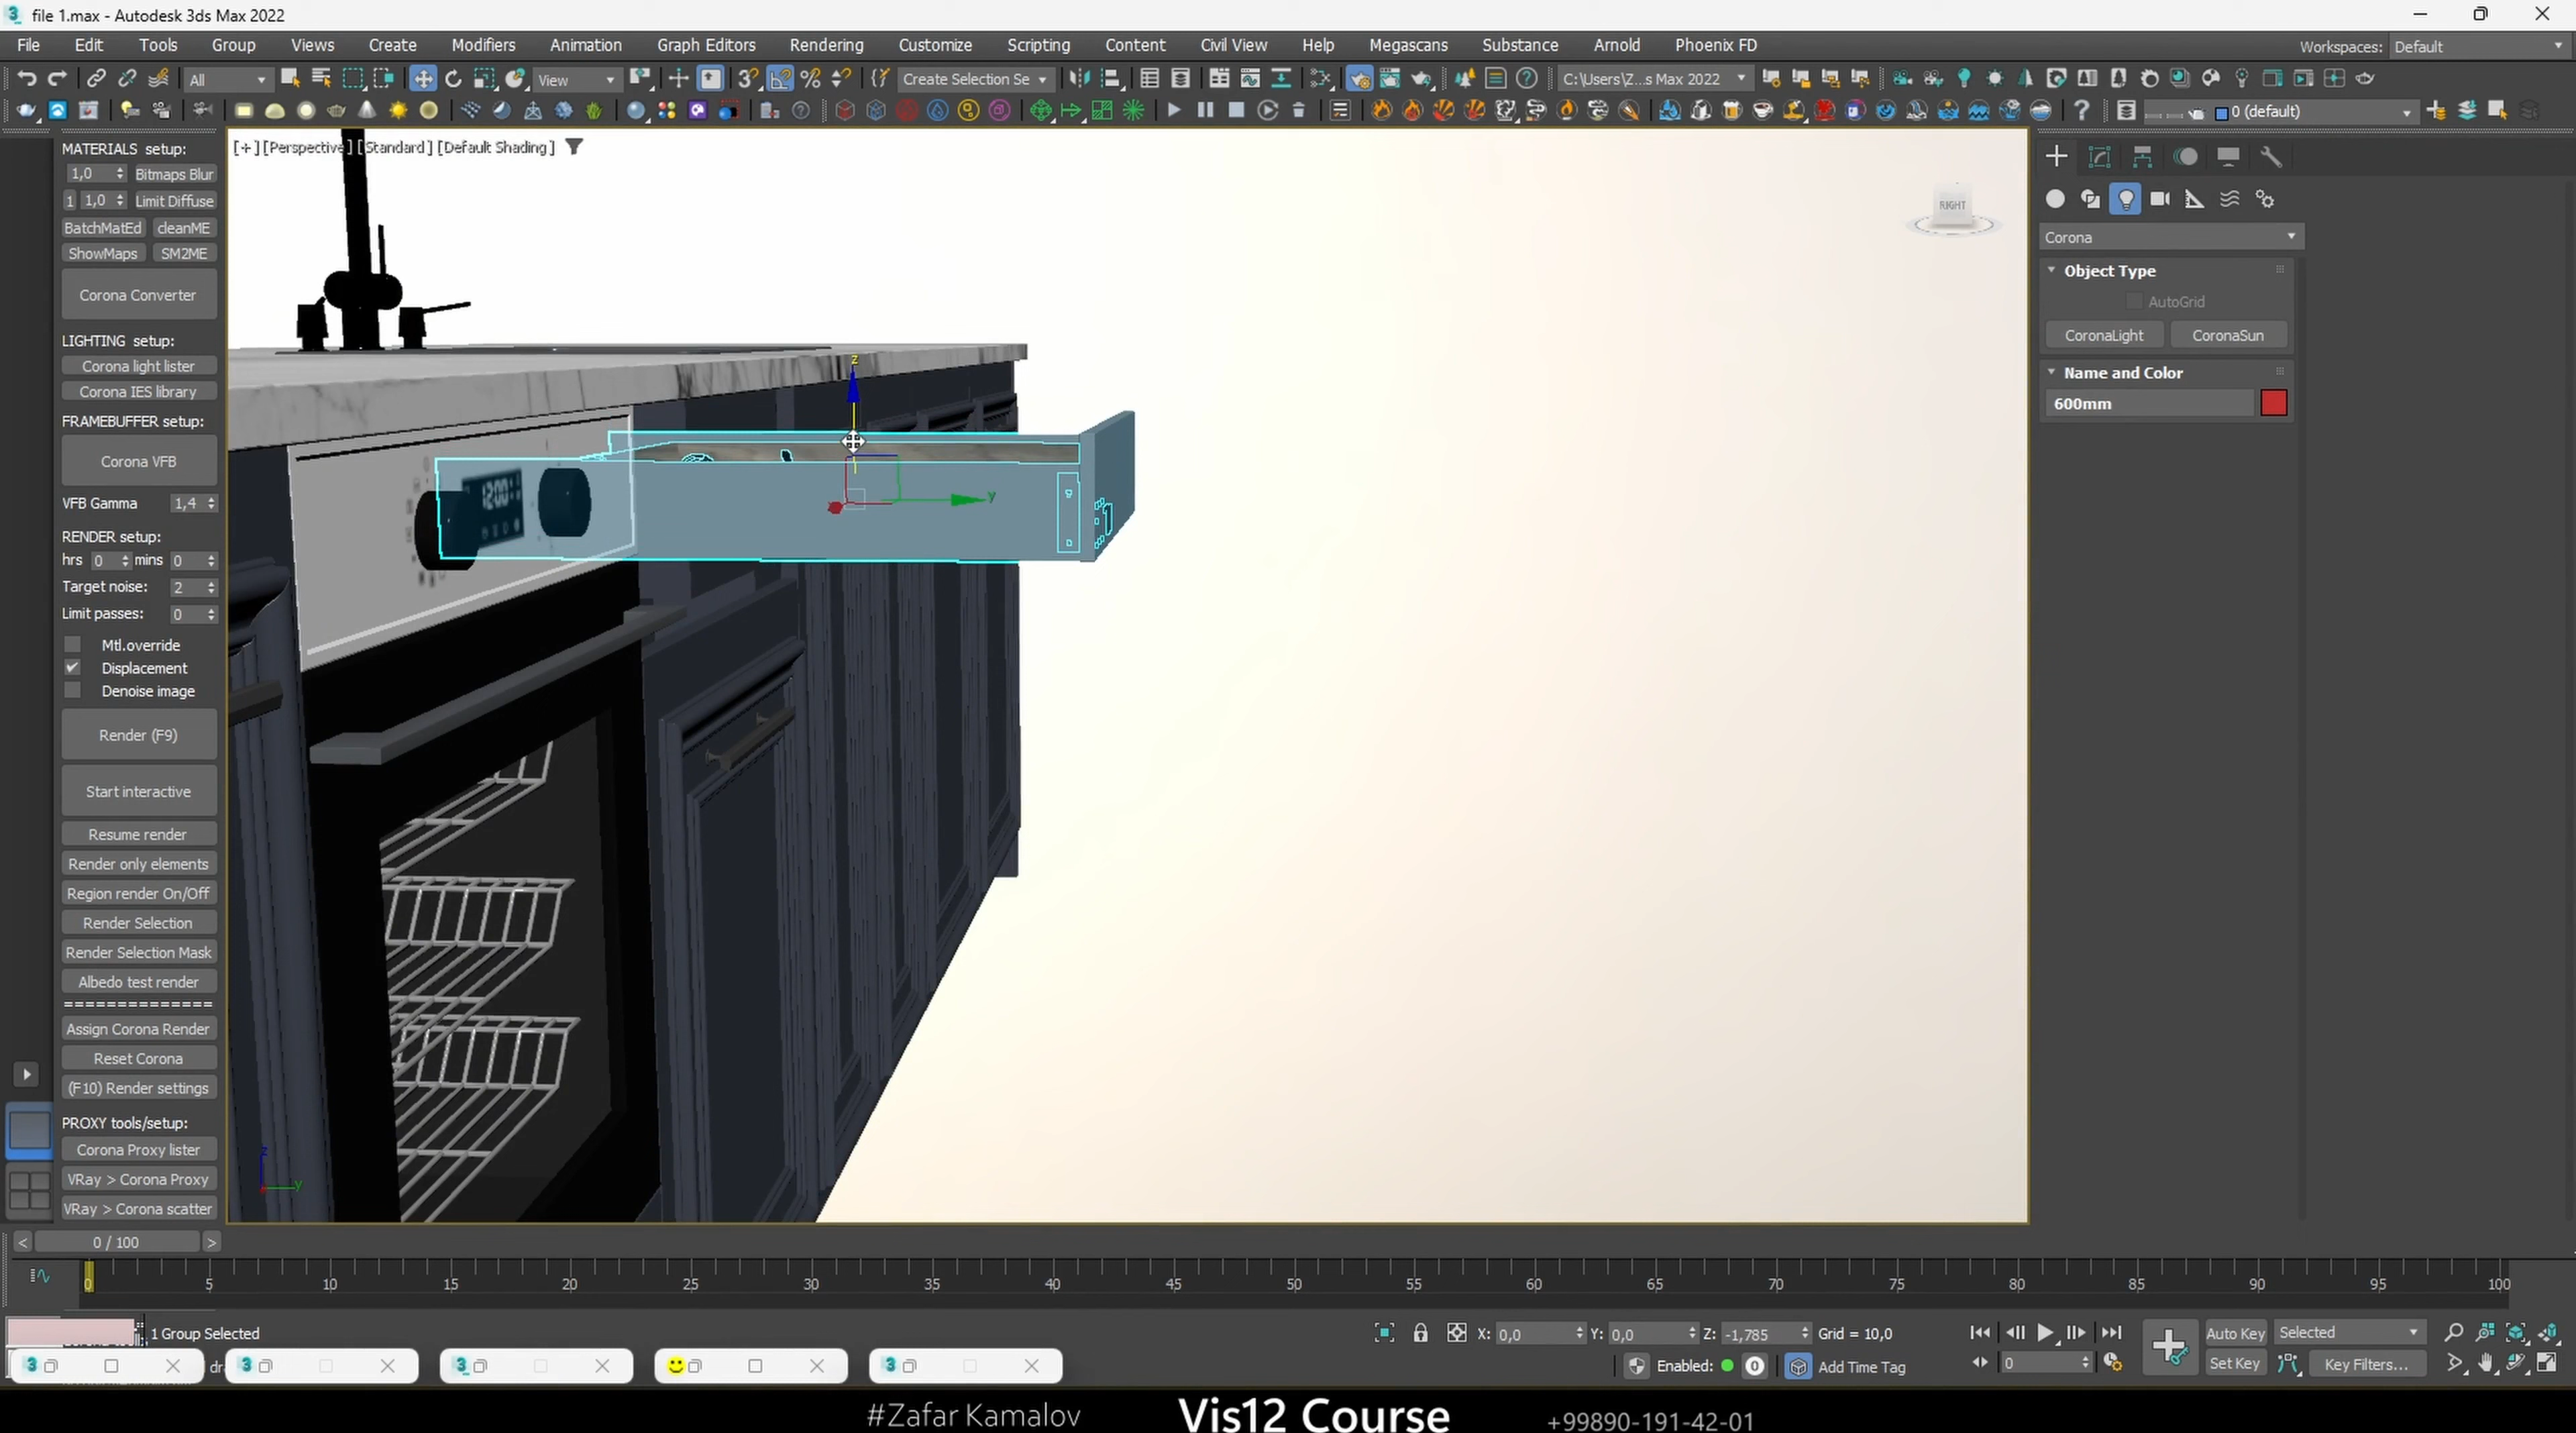 file 1.max - Autodesk 3ds Max 2022
File Edit Tools Group Views Create Modifiers Animation Graph Editors Rendering Customize Scripting Content Civil View Help Megascans Substance Arnold Phoenix FD Workspaces: Default
All View Create Selection Se C:\Users\Z...s Max 2022
0 (default)
[+] [Perspective] [Standard] [Default Shading]
MATERIALS setup:
1,0 Bitmaps Blur
1 1,0 Limit Diffuse
BatchMatEd cleanME
ShowMaps SM2ME
Corona Converter
LIGHTING setup:
Corona light lister
Corona IES library
FRAMEBUFFER setup:
Corona VFB
VFB Gamma 1,4
RENDER setup:
hrs 0 mins 0
Target noise: 2
Limit passes: 0
Mtl.override
Displacement
Denoise image
Render (F9)
Start interactive
Resume render
Render only elements
Region render On/Off
Render Selection
Render Selection Mask
Albedo test render
==============
Assign Corona Render
Reset Corona
(F10) Render settings
PROXY tools/setup:
Corona Proxy lister
VRay > Corona Proxy
VRay > Corona scatter
z
y
12:00
z
y
RIGHT
Corona
Object Type
AutoGrid
CoronaLight CoronaSun
Name and Color
600mm
< 0 / 100 >
0 5 10 15 20 25 30 35 40 45 50 55 60 65 70 75 80 85 90 95 100
1 Group Selected
X: 0,0 Y: 0,0 Z: -1,785 Grid = 10,0
Auto Key Selected
dr
Enabled: 0 Add Time Tag
0
Set Key Key Filters...
#Zafar Kamalov Vis12 Course +99890-191-42-01